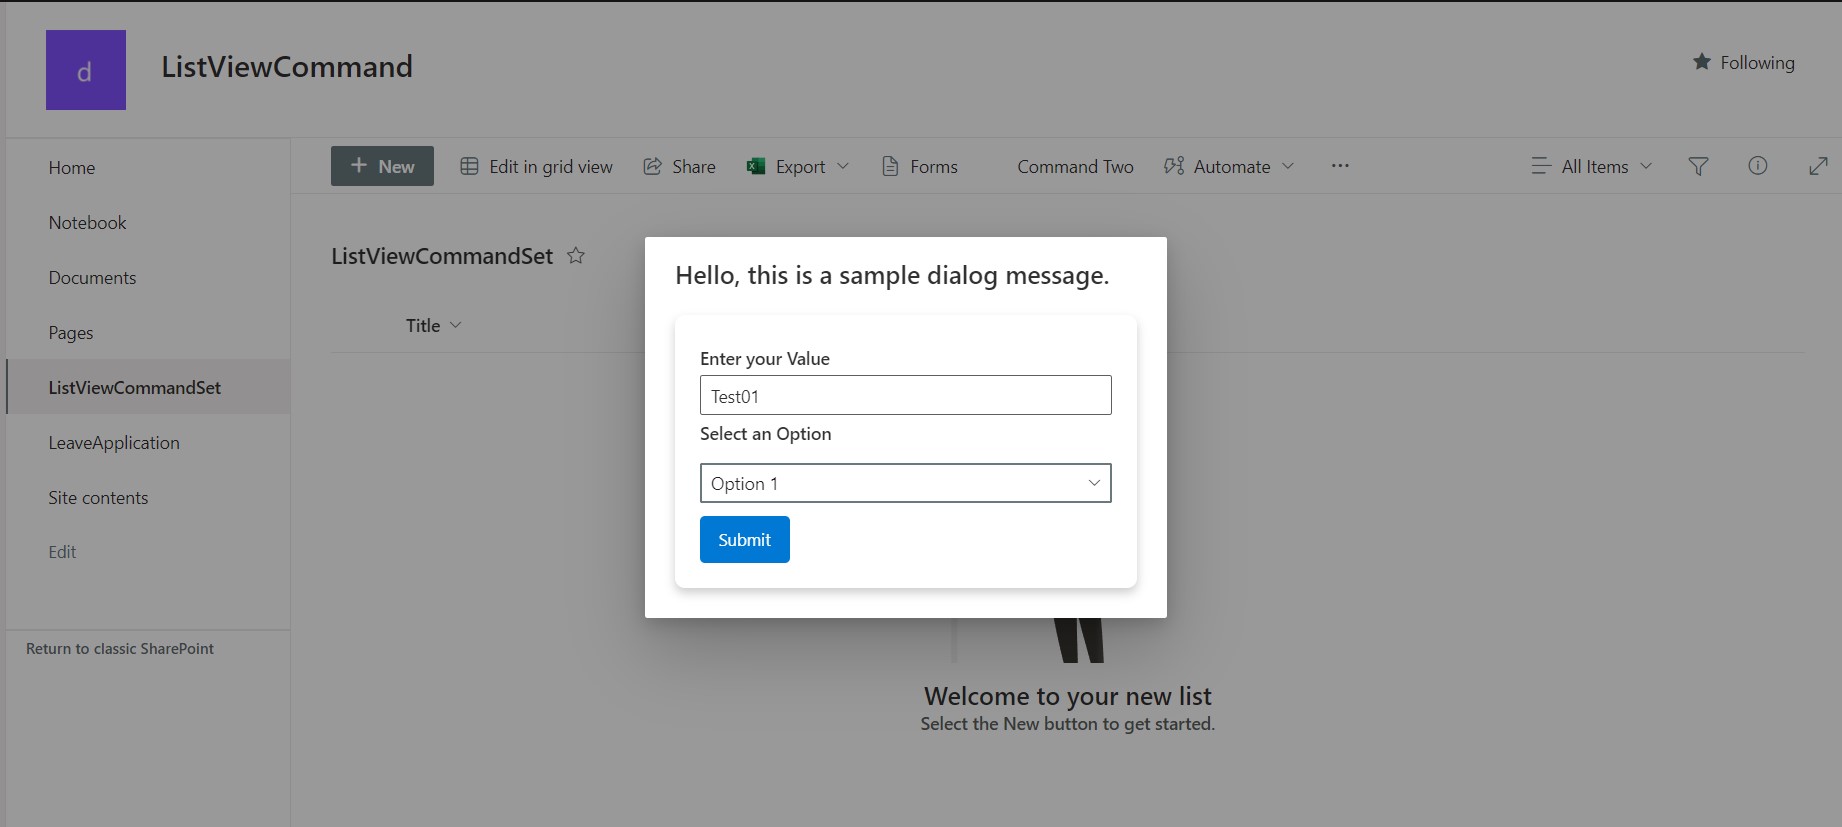 d
ListViewCommand
Following
Home
Notebook
Documents
Pages
ListViewCommandSet
LeaveApplication
Site contents
Edit
Return to classic SharePoint
New Edit in grid view Share Export Forms Command Two Automate ... All Items
ListViewCommandSet
Title
Hello, this is a sample dialog message.
Enter your Value
Test01
Select an Option
Option 1
Submit
Welcome to your new list
Select the New button to get started.